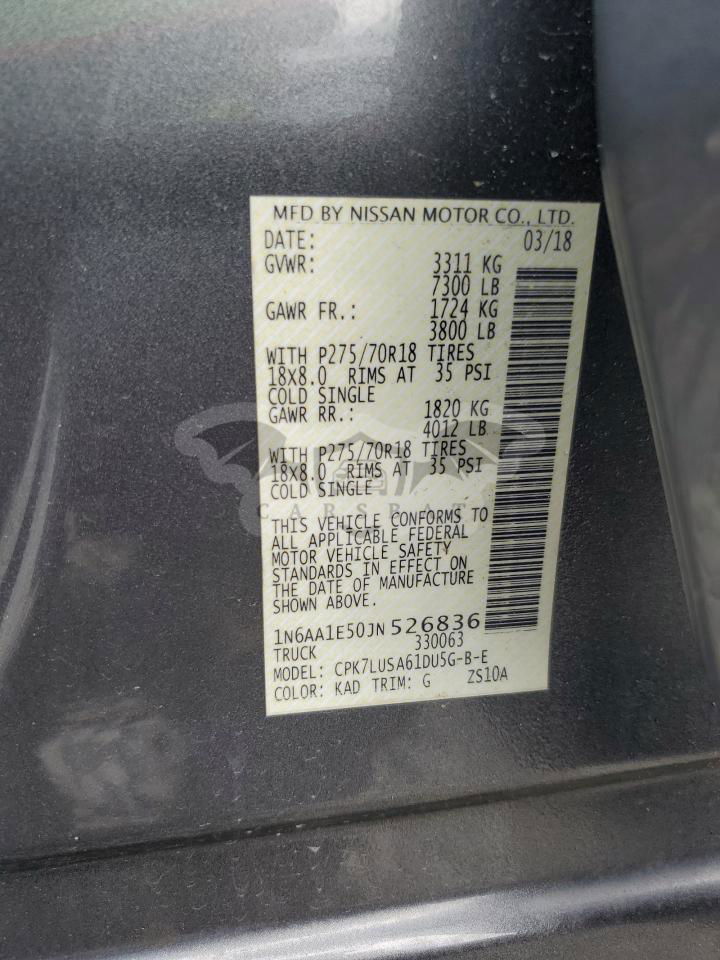 MFD BY NISSAN MOTOR CO., LTD.
DATE: 03/18
GVWR: 3311 KG
7300 LB
GAWR FR.: 1724 KG
3800 LB
WITH P275/70R18 TIRES
18X8.0 RIMS AT 35 PSI
COLD SINGLE
GAWR RR.: 1820 KG
4012 LB
WITH P275/70R18 TIRES
18X8.0 RIMS AT 35 PSI
COLD SINGLE
THIS VEHICLE CONFORMS TO
ALL APPLICABLE FEDERAL
MOTOR VEHICLE SAFETY
STANDARDS IN EFFECT ON
THE DATE OF MANUFACTURE
SHOWN ABOVE.
1N6AA1E50JN526836
TRUCK 330063
MODEL: CPK7LUSA61DU5G-B-E
COLOR: KAD TRIM: G ZS10A